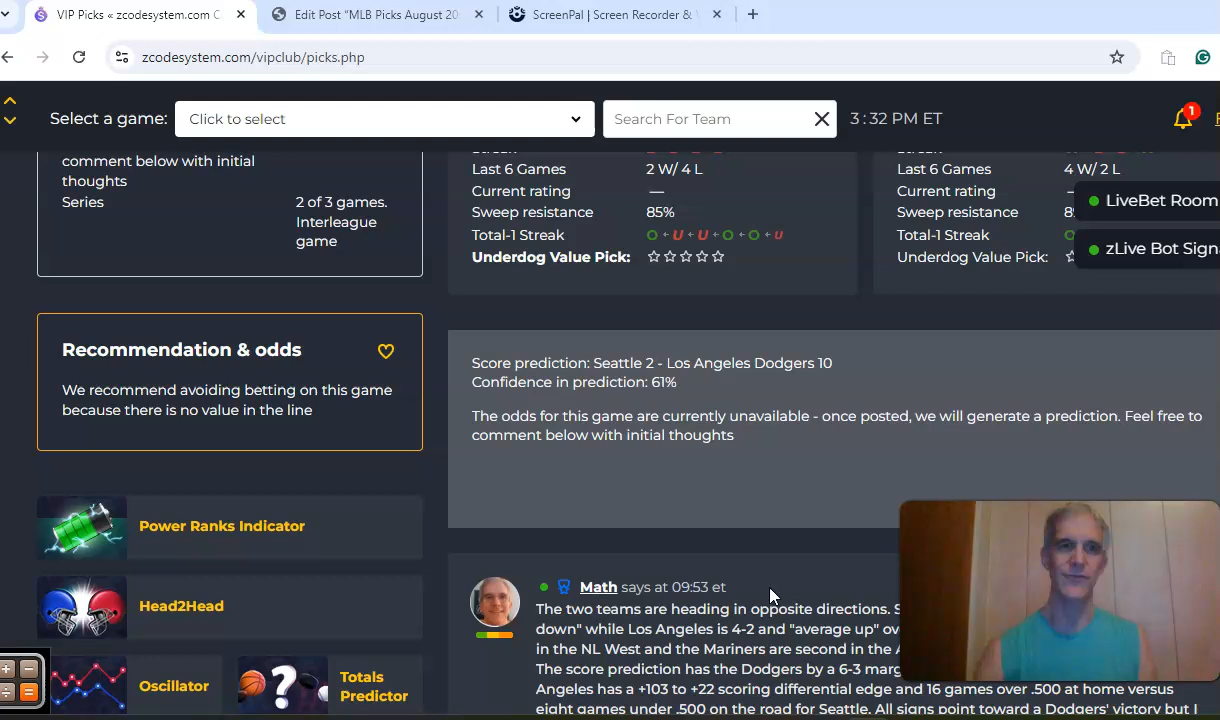 VIP Picks « zcodesystem.com C
Edit Post "MLB Picks August 20
ScreenPal | Screen Recorder &
zcodesystem.com/vipclub/picks.php
Select a game:
Click to select
Search For Team
3:32 PM ET
1
comment below with initial
thoughts
Series
2 of 3 games.
Interleague
game
Last 6 Games
2 W/ 4 L
Current rating
—
Sweep resistance
85%
Total-1 Streak
O U U O O U
Underdog Value Pick:
Last 6 Games
4 W/ 2 L
Current rating
Sweep resistance
Total-1 Streak
Underdog Value Pick:
LiveBet Room
zLive Bot Sign
Recommendation & odds
We recommend avoiding betting on this game
because there is no value in the line
Score prediction: Seattle 2 - Los Angeles Dodgers 10
Confidence in prediction: 61%
The odds for this game are currently unavailable - once posted, we will generate a prediction. Feel free to
comment below with initial thoughts
Power Ranks Indicator
Head2Head
Oscillator
Totals
Predictor
Math says at 09:53 et
The two teams are heading in opposite directions. S
down" while Los Angeles is 4-2 and "average up" ov
in the NL West and the Mariners are second in the A
The score prediction has the Dodgers by a 6-3 marg
Angeles has a +103 to +22 scoring differential edge and 16 games over .500 at home versus
eight games under .500 on the road for Seattle. All signs point toward a Dodgers' victory but I